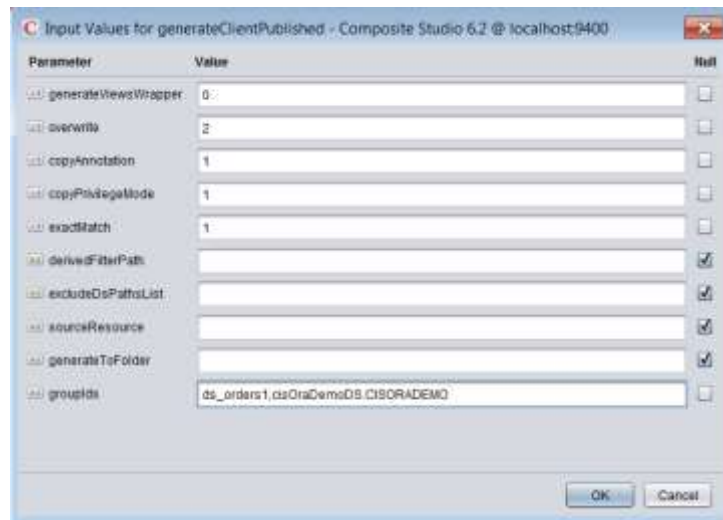 Input Values for generateClientPublished - Composite Studio 6.2 @ localhost:9400
Parameter Value Null
generateViewsWrapper 0
overwrite 2
copyAnnotation 1
copyPrivilegeMode 1
exactMatch 1
derivedFilterPath
excludeDsPathsList
sourceResource
generateToFolder
groupIds ds_orders1,cisOraDemoDS.CISORADEMO
OK Cancel